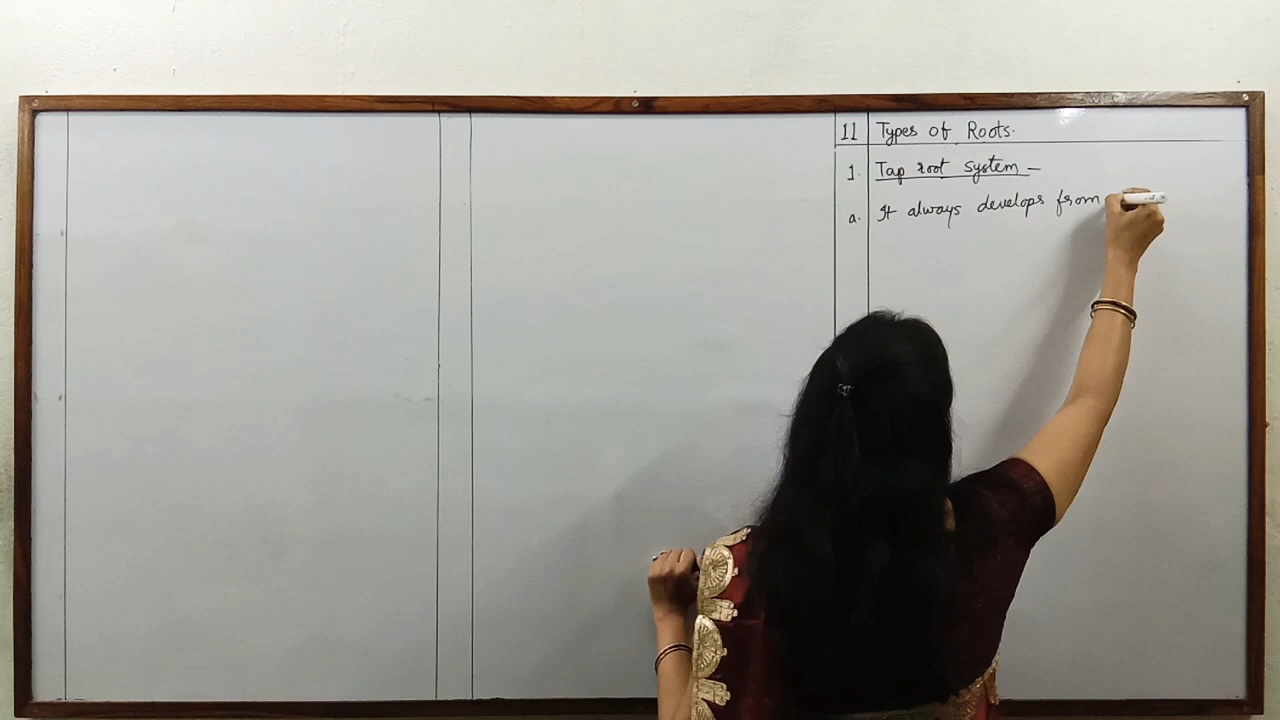 11 Types of Roots.
1. Tap root system –
a. It always develops from